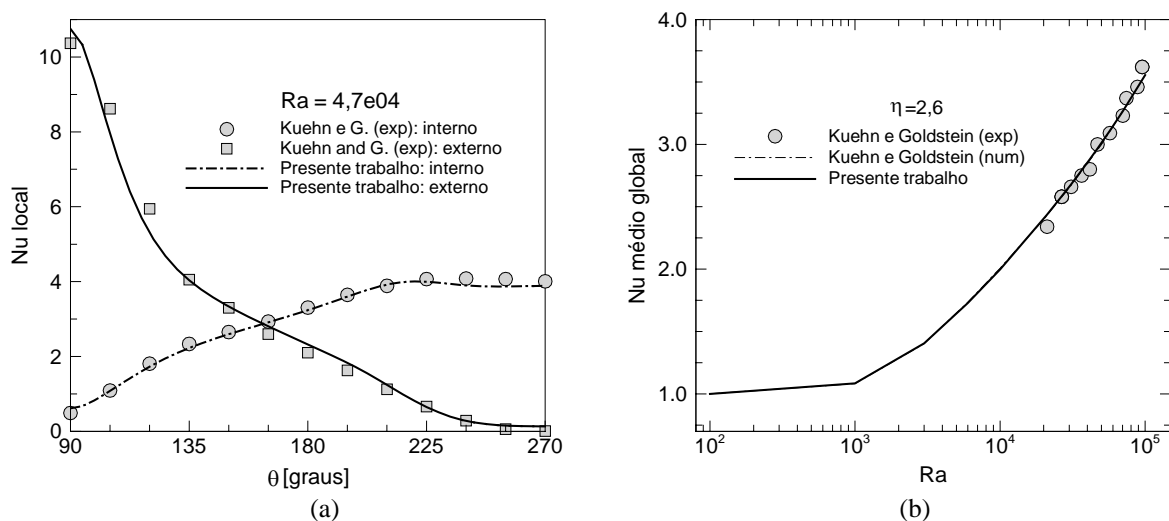 Nu local
10
8
6
4
2
0
Ra = 4,7e04
Kuehn e G. (exp): interno
Kuehn and G. (exp): externo
Presente trabalho: interno
Presente trabalho: externo
90 135 180 225 270
θ [graus]
(a)
Nu médio global
4.0
3.0
2.0
1.0
η=2,6
Kuehn e Goldstein (exp)
Kuehn e Goldstein (num)
Presente trabalho
10² 10³ 10⁴ 10⁵
Ra
(b)